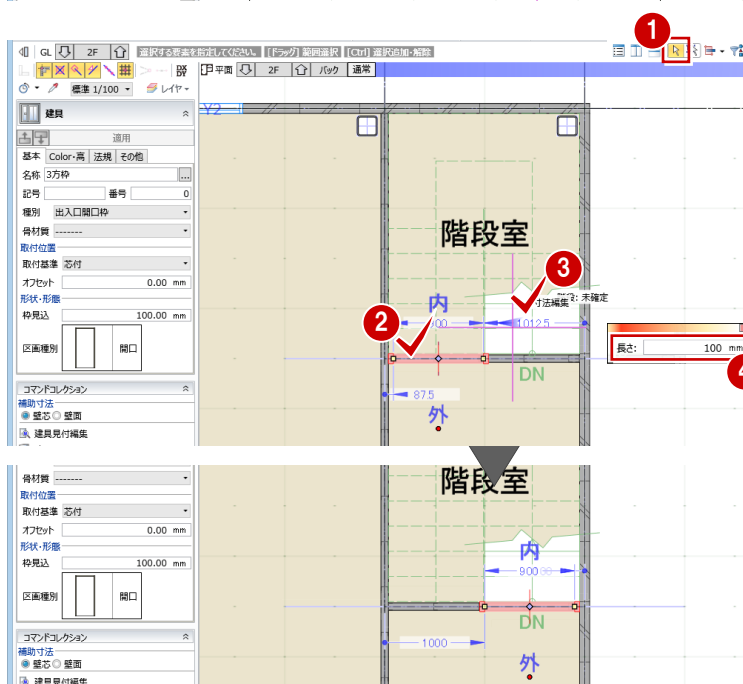 1
GL 2F 選択する要素を指定してください。 [ドラッグ] 範囲選択 [Ctrl] 選択追加・解除
平面 2F バック 通常
標準 1/100 レイヤ
建具
適用
基本 Color・高 法規 その他
名称 3方枠 ...
記号 番号 0
種別 出入口開口枠
骨材質 -------
取付位置
取付基準 芯付
オフセット 0.00 mm
形状・形態
枠見込 100.00 mm
区画種別 開口
コマンドコレクション
補助寸法
壁芯 壁面
建具見付編集
Y2
階段室
3
寸法編集
: 未確定
2
内
1012.5
長さ: 100 mm
4
DN
87.5
外
骨材質 -------
取付位置
取付基準 芯付
オフセット 0.00 mm
形状・形態
枠見込 100.00 mm
区画種別 開口
コマンドコレクション
補助寸法
壁芯 壁面
建具見付編集
階段室
内
900
DN
1000
外